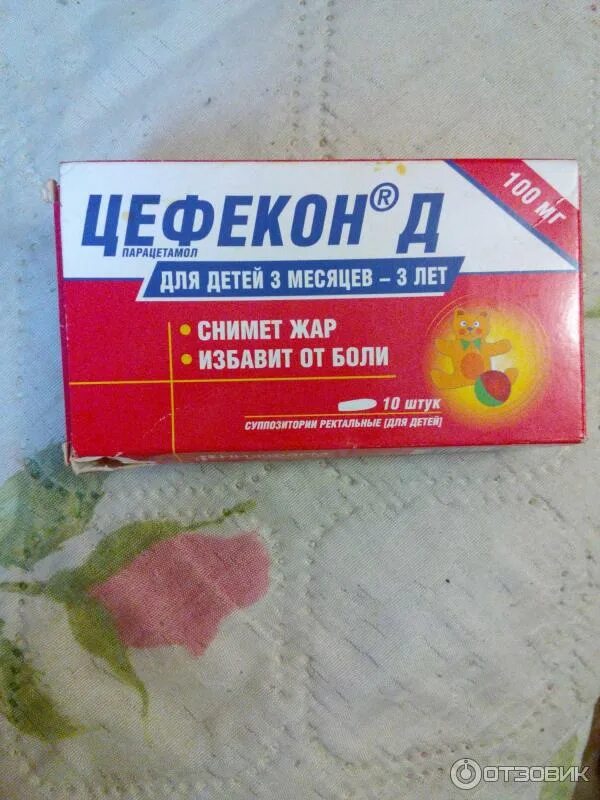 ЦЕФЕКОН® Д
100 МГ
ПАРАЦЕТАМОЛ
ДЛЯ ДЕТЕЙ 3 МЕСЯЦЕВ – 3 ЛЕТ
• СНИМЕТ ЖАР
• ИЗБАВИТ ОТ БОЛИ
10 штук
СУППОЗИТОРИИ РЕКТАЛЬНЫЕ [ДЛЯ ДЕТЕЙ]
ОТЗОВИК